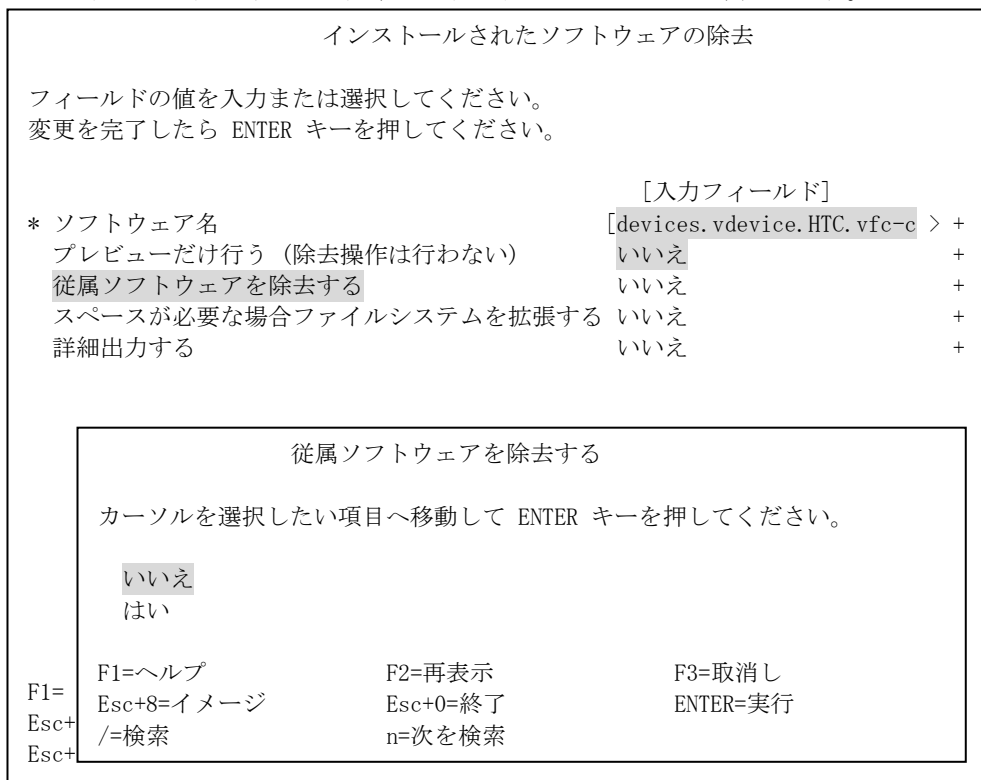 インストールされたソフトウェアの除去
フィールドの値を入力または選択してください。
変更を完了したら ENTER キーを押してください。
[入力フィールド]
* ソフトウェア名 [devices.vdevice.HTC.vfc-c > +
プレビューだけ行う (除去操作は行わない) いいえ +
従属ソフトウェアを除去する いいえ +
スペースが必要な場合ファイルシステムを拡張する いいえ +
詳細出力する いいえ +
従属ソフトウェアを除去する
カーソルを選択したい項目へ移動して ENTER キーを押してください。
いいえ
はい
F1=ヘルプ F2=再表示 F3=取消し
Esc+8=イメージ Esc+0=終了 ENTER=実行
/=検索 n=次を検索
F1=
Esc+
Esc+